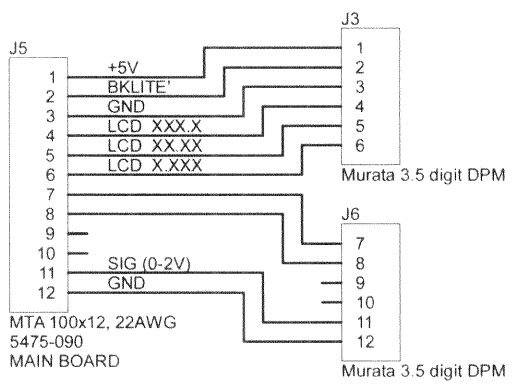 J5
1
2
3
4
5
6
7
8
9
10
11
12
+5V
BKLITE'
GND
LCD XXX.X
LCD XX.XX
LCD X.XXX
SIG (0-2V)
GND
MTA 100x12, 22AWG
5475-090
MAIN BOARD
J3
1
2
3
4
5
6
Murata 3.5 digit DPM
J6
7
8
9
10
11
12
Murata 3.5 digit DPM